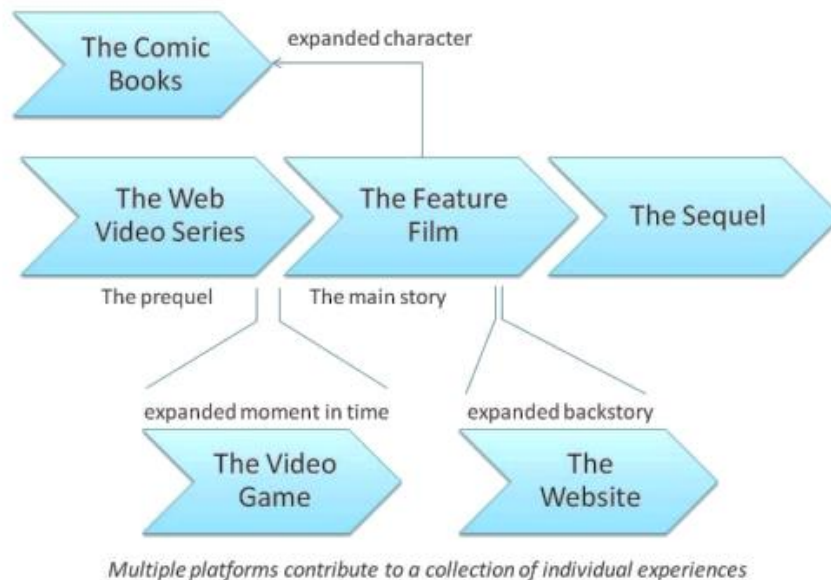 The Comic
Books
expanded character
The Web
Video Series
The Feature
Film
The Sequel
The prequel
The main story
expanded moment in time
expanded backstory
The Video
Game
The
Website
Multiple platforms contribute to a collection of individual experiences